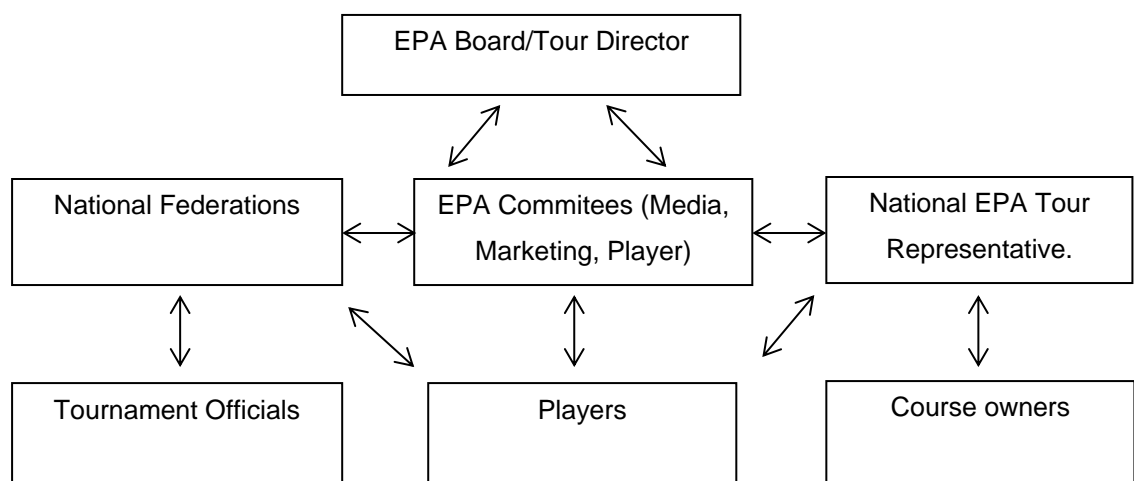 EPA Board/Tour Director
National Federations
EPA Commitees (Media,
Marketing, Player)
National EPA Tour
Representative.
Tournament Officials
Players
Course owners